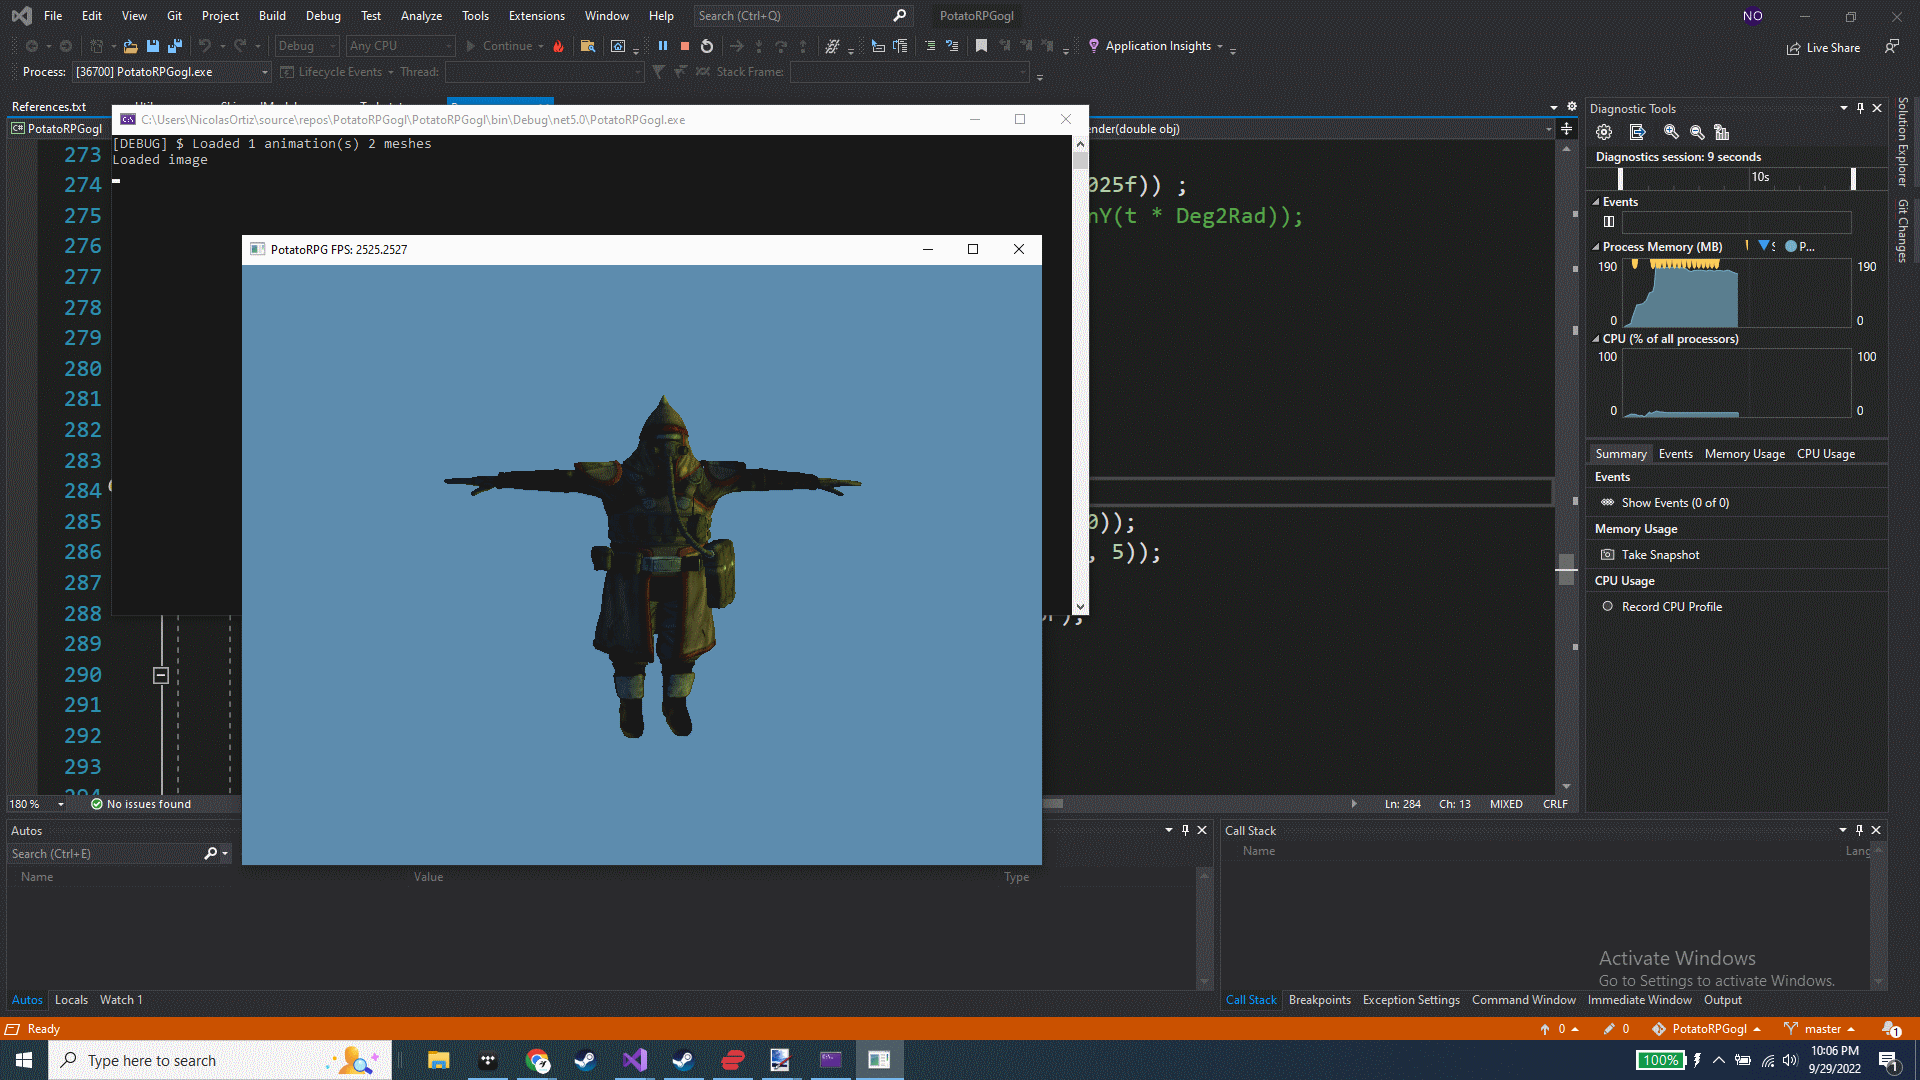 File Edit View Git Project Build Debug Test Analyze Tools Extensions Window Help Search (Ctrl+Q) PotatoRPGogl NO
Debug Any CPU Continue Application Insights Live Share
Process: [36700] PotatoRPGogl.exe Lifecycle Events Thread: Stack Frame:
References.txt
PotatoRPGogl
C:\Users\NicolasOrtiz\source\repos\PotatoRPGogl\PotatoRPGogl\bin\Debug\net5.0\PotatoRPGogl.exe
ender(double obj)
[DEBUG] $ Loaded 1 animation(s) 2 meshes
Loaded image
PotatoRPG FPS: 2525.2527
273
274
275
276
277
278
279
280
281
282
283
284
285
286
287
288
289
290
291
292
293
294
025f)) ;
nY(t * Deg2Rad));
0));
, 5));
180 % No issues found Ln: 284 Ch: 13 MIXED CRLF
Diagnostic Tools
Diagnostics session: 9 seconds
10s
Events
Process Memory (MB) S P...
190 190
0 0
CPU (% of all processors)
100 100
0 0
Summary Events Memory Usage CPU Usage
Events
Show Events (0 of 0)
Memory Usage
Take Snapshot
CPU Usage
Record CPU Profile
Solution Explorer
Git Changes
Autos
Search (Ctrl+E)
Name Value Type
Autos Locals Watch 1
Call Stack
Name Lang
Activate Windows
Go to Settings to activate Windows.
Call Stack Breakpoints Exception Settings Command Window Immediate Window Output
Ready 0 0 PotatoRPGogl master 1
Type here to search
100% 10:06 PM
9/29/2022
1